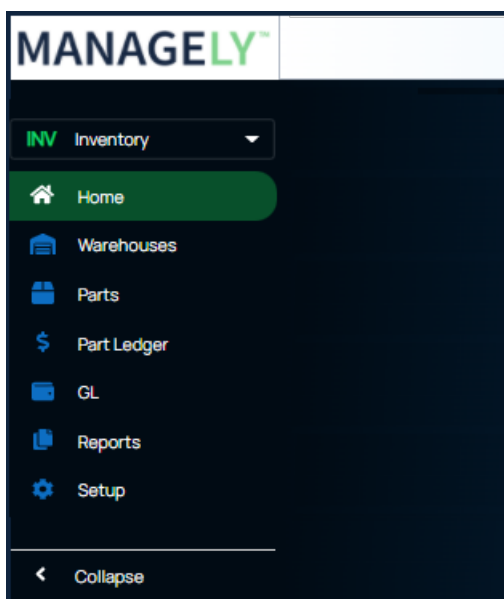 MANAGELY™
INV Inventory
Home
Warehouses
Parts
Part Ledger
GL
Reports
Setup
Collapse